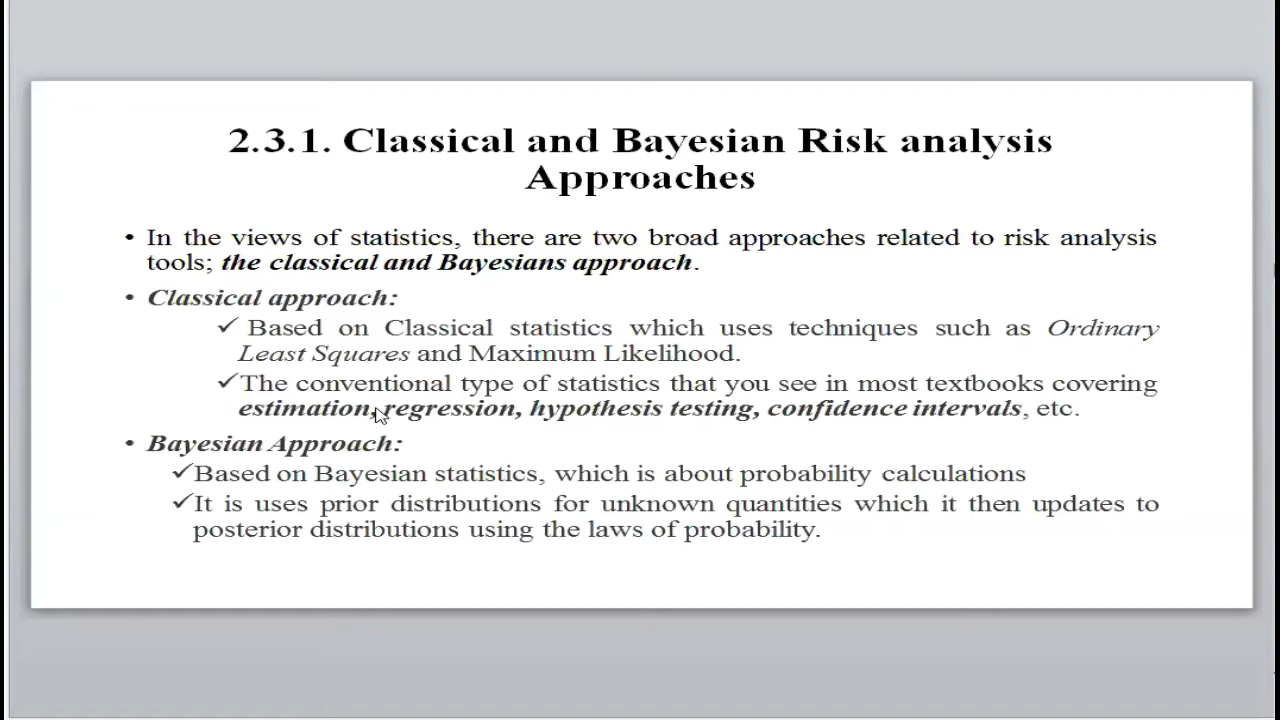 2.3.1. Classical and Bayesian Risk analysis
Approaches
• In the views of statistics, there are two broad approaches related to risk analysis
tools; the classical and Bayesians approach.
• Classical approach:
✓ Based on Classical statistics which uses techniques such as Ordinary
Least Squares and Maximum Likelihood.
✓The conventional type of statistics that you see in most textbooks covering
estimation, regression, hypothesis testing, confidence intervals, etc.
• Bayesian Approach:
✓Based on Bayesian statistics, which is about probability calculations
✓It is uses prior distributions for unknown quantities which it then updates to
posterior distributions using the laws of probability.